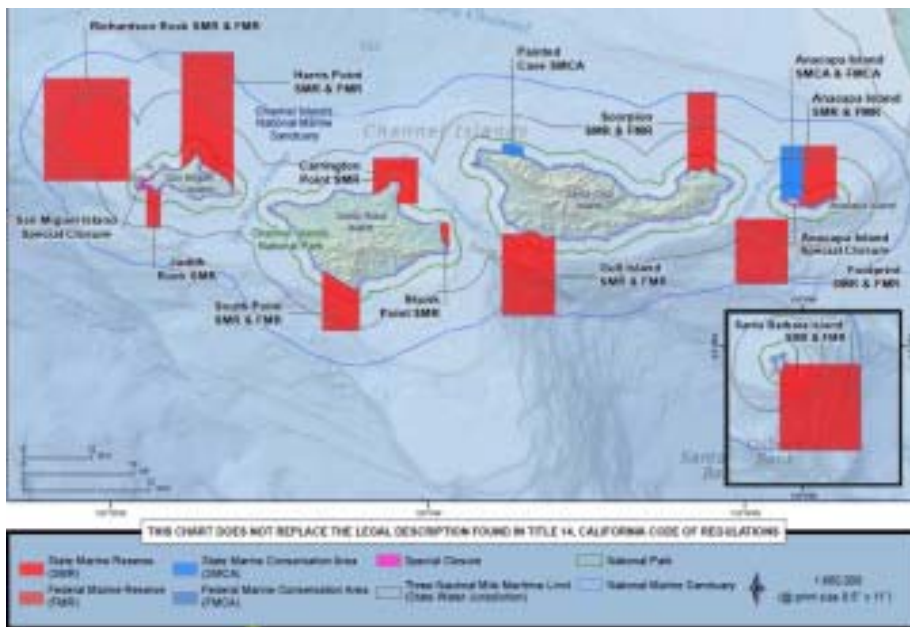 Richardson Rock SMR & FMR
Harris Point
SMR & FMR
Channel Islands
National Marine
Sanctuary
Painted
Cave SMCA
Anacapa Island
SMCA & FMCA
Anacapa Island
SMR & FMR
Channel Islands
Scorpion
SMR & FMR
Carrington
Point SMR
San Miguel Island
Special Closure
Channel Islands
National Park
Judith
Rock SMR
South Point
SMR & FMR
Skunk
Point SMR
Gull Island
SMR & FMR
Anacapa Island
Special Closure
Footprint
SMR & FMR
Santa Barbara Island
SMR & FMR
THIS CHART DOES NOT REPLACE THE LEGAL DESCRIPTION FOUND IN TITLE 14, CALIFORNIA CODE OF REGULATIONS
State Marine Reserve
(SMR)
Federal Marine Reserve
(FMR)
State Marine Conservation Area
(SMCA)
Federal Marine Conservation Area
(FMCA)
Special Closure
Three Nautical Mile Maritime Limit
(State Water Jurisdiction)
National Park
National Marine Sanctuary
(@ print size 8.5" x 11")